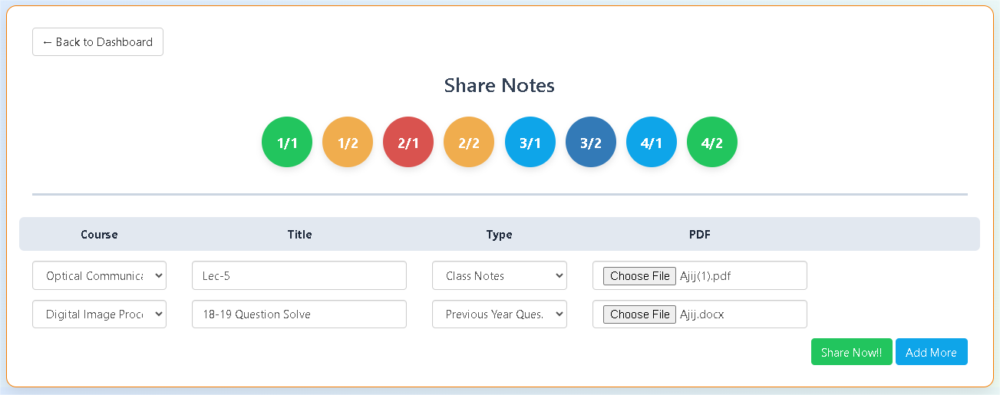 ← Back to Dashboard
Share Notes
1/1 1/2 2/1 2/2 3/1 3/2 4/1 4/2
Course Title Type PDF
Optical Communica Lec-5 Class Notes Choose File Ajij(1).pdf
Digital Image Proc 18-19 Question Solve Previous Year Ques. Choose File Ajij.docx
Share Now!! Add More